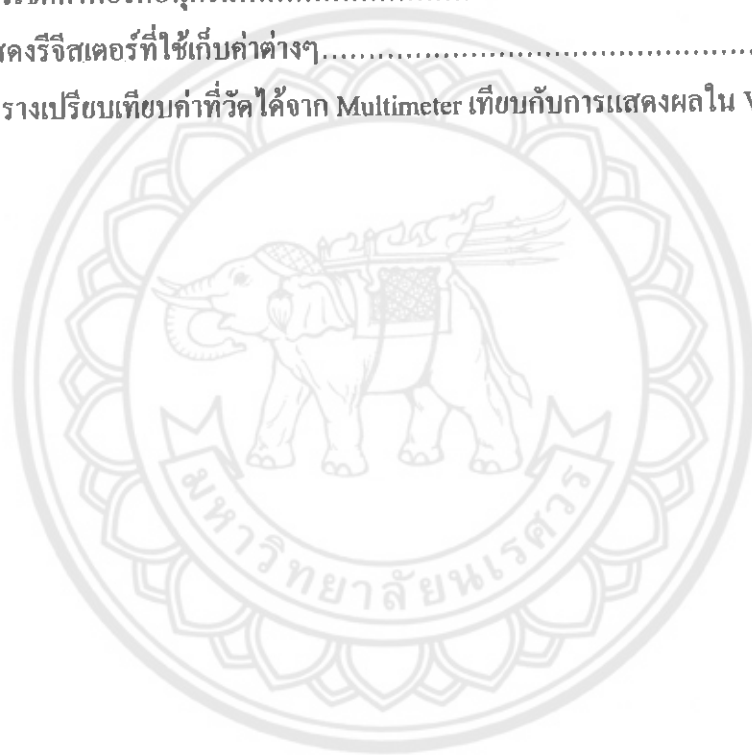 สดงรีจีสเตอร์ที่ใช้เก็บค่าต่างๆ......................................................
รางเปรียบเทียบค่าที่วัดได้จาก Multimeter เทียบกับการแสดงผลใน V
มหาวิทยาลัยนเรศวร